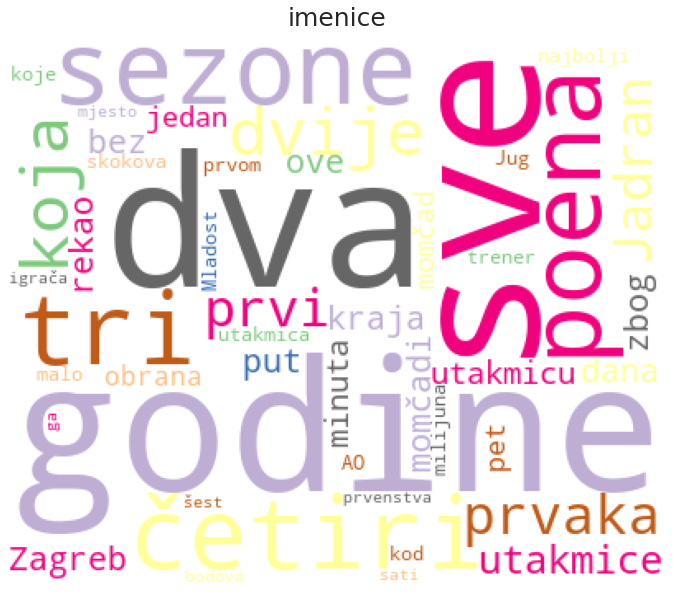 imenice
sezone
koje
najbolji
mjesto
jedan
dvije
sve
poena
Jadran
koja
bez
skokova
prvom
ove
Jug
dva
rekao
Mladost
momčad
trener
igrača
zbog
tri
prvi
kraja
utakmica
put
minuta
momčadi
malo
obrana
utakmicu
dana
milijuna
godine
ga
pet
AO
šest
prvenstva
četiri
prvaka
Zagreb
kod
utakmice
bodova
sati